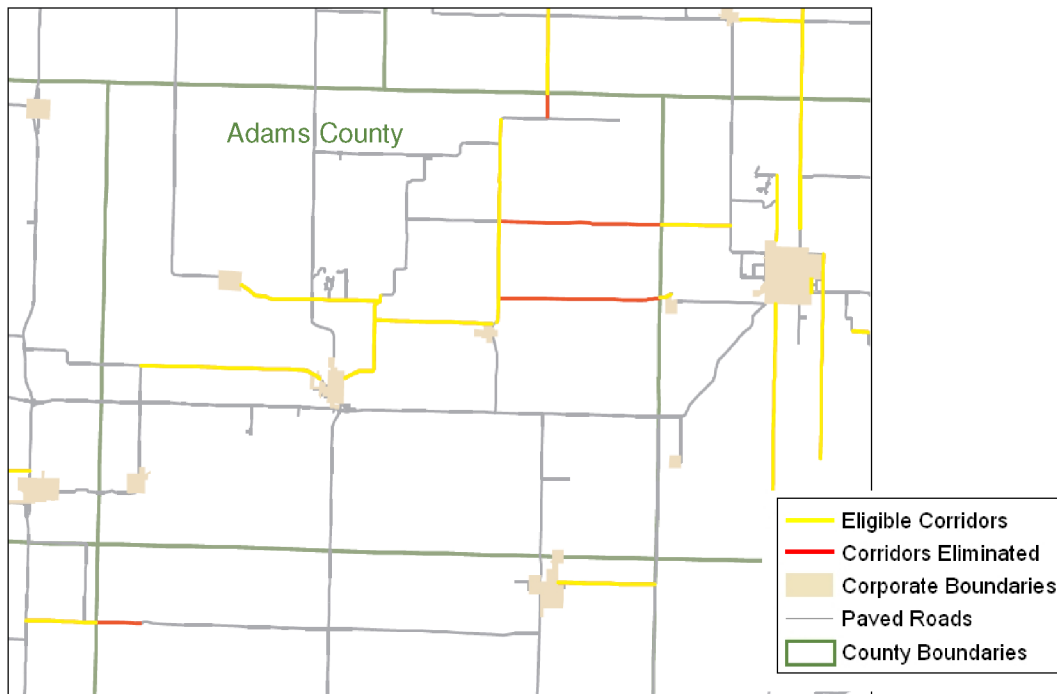 Adams County
Eligible Corridors
Corridors Eliminated
Corporate Boundaries
Paved Roads
County Boundaries